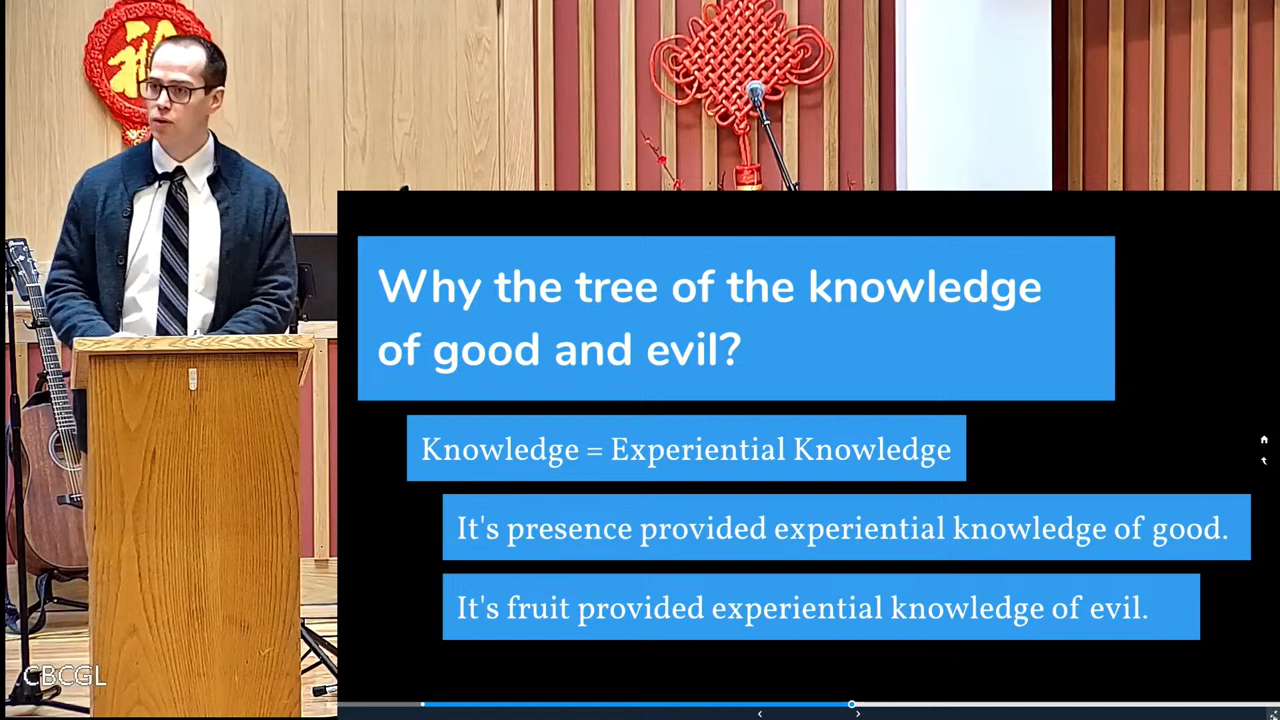 福
Why the tree of the knowledge
of good and evil?
Knowledge = Experiential Knowledge
It's presence provided experiential knowledge of good.
It's fruit provided experiential knowledge of evil.
CBCGL